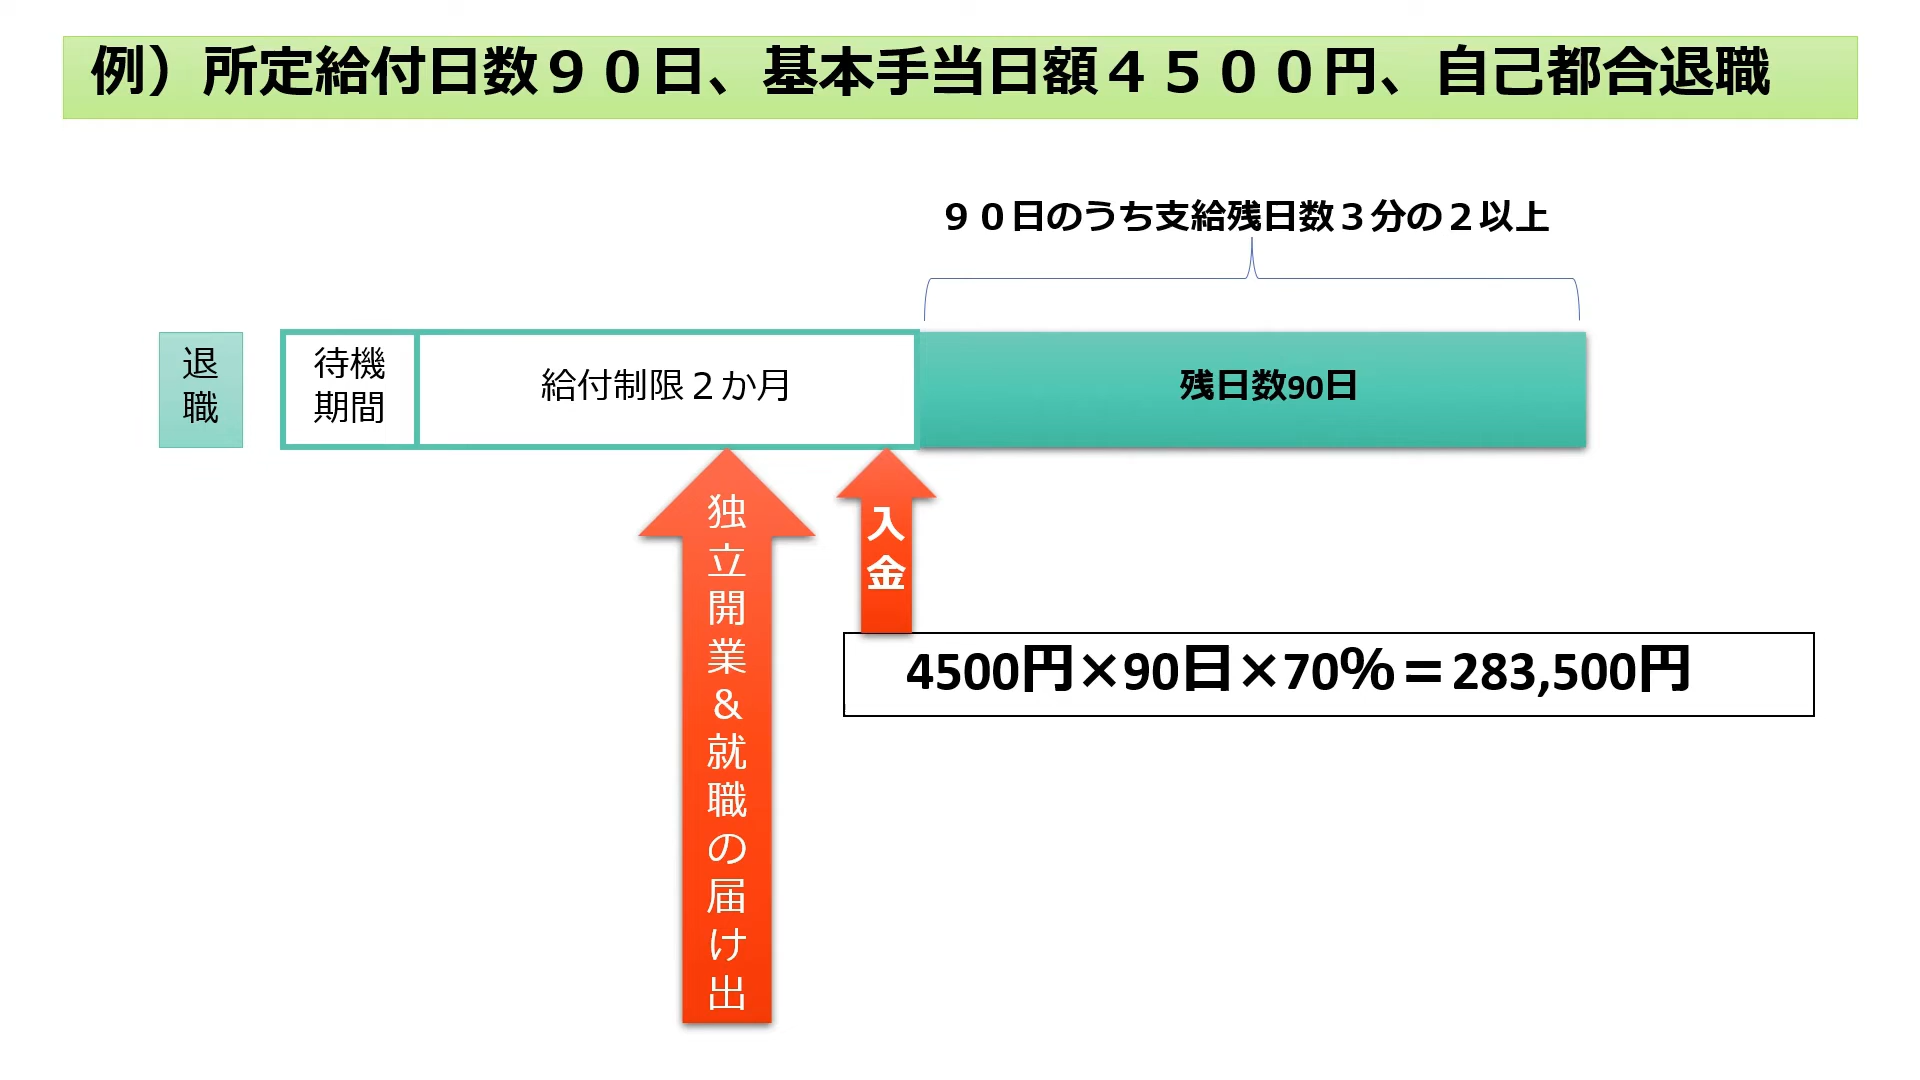 例）所定給付日数９０日、基本手当日額４５００円、自己都合退職
９０日のうち支給残日数３分の２以上
退職
待機
期間
給付制限２か月
残日数90日
独立開業＆就職の届け出
入金
4500円×90日×70％＝283,500円